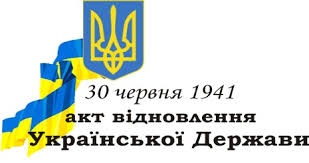 30 червня 1941
акт відновлення
Української Держави